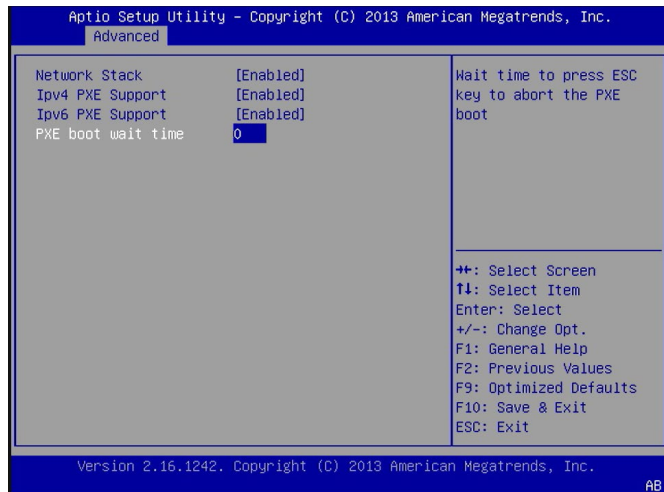 Aptio Setup Utility – Copyright (C) 2013 American Megatrends, Inc.
Advanced
Network Stack [Enabled]
Ipv4 PXE Support [Enabled]
Ipv6 PXE Support [Enabled]
PXE boot wait time 0
Wait time to press ESC
key to abort the PXE
boot
→←: Select Screen
↑↓: Select Item
Enter: Select
+/-: Change Opt.
F1: General Help
F2: Previous Values
F9: Optimized Defaults
F10: Save & Exit
ESC: Exit
Version 2.16.1242. Copyright (C) 2013 American Megatrends, Inc.
AB